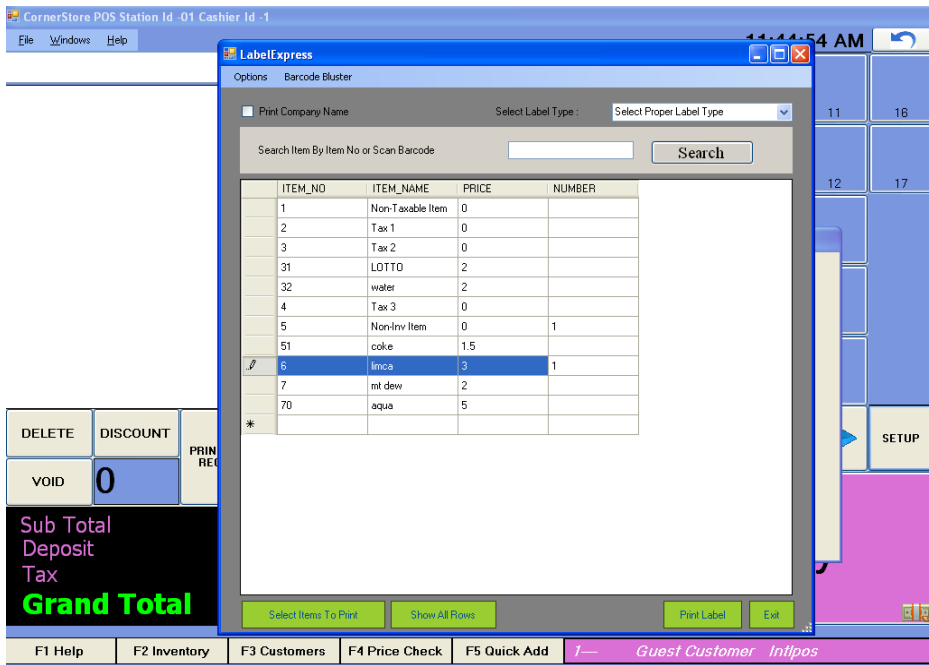 CornerStore POS Station Id -01 Cashier Id -1
File Windows Help
11:44:54 AM
LabelExpress
Options Barcode Bluster
Print Company Name Select Label Type : Select Proper Label Type
Search Item By Item No or Scan Barcode Search
11 16
12 17
ITEM_NO ITEM_NAME PRICE NUMBER
1 Non-Taxable Item 0
2 Tax 1 0
3 Tax 2 0
31 LOTTO 2
32 water 2
4 Tax 3 0
5 Non-Inv Item 0 1
51 coke 1.5
6 limca 3 1
7 mt dew 2
70 aqua 5
DELETE DISCOUNT SETUP
VOID 0
Sub Total
Deposit
Tax
Grand Total
Select Items To Print Show All Rows Print Label Exit
F1 Help F2 Inventory F3 Customers F4 Price Check F5 Quick Add 1— Guest Customer Intlpos